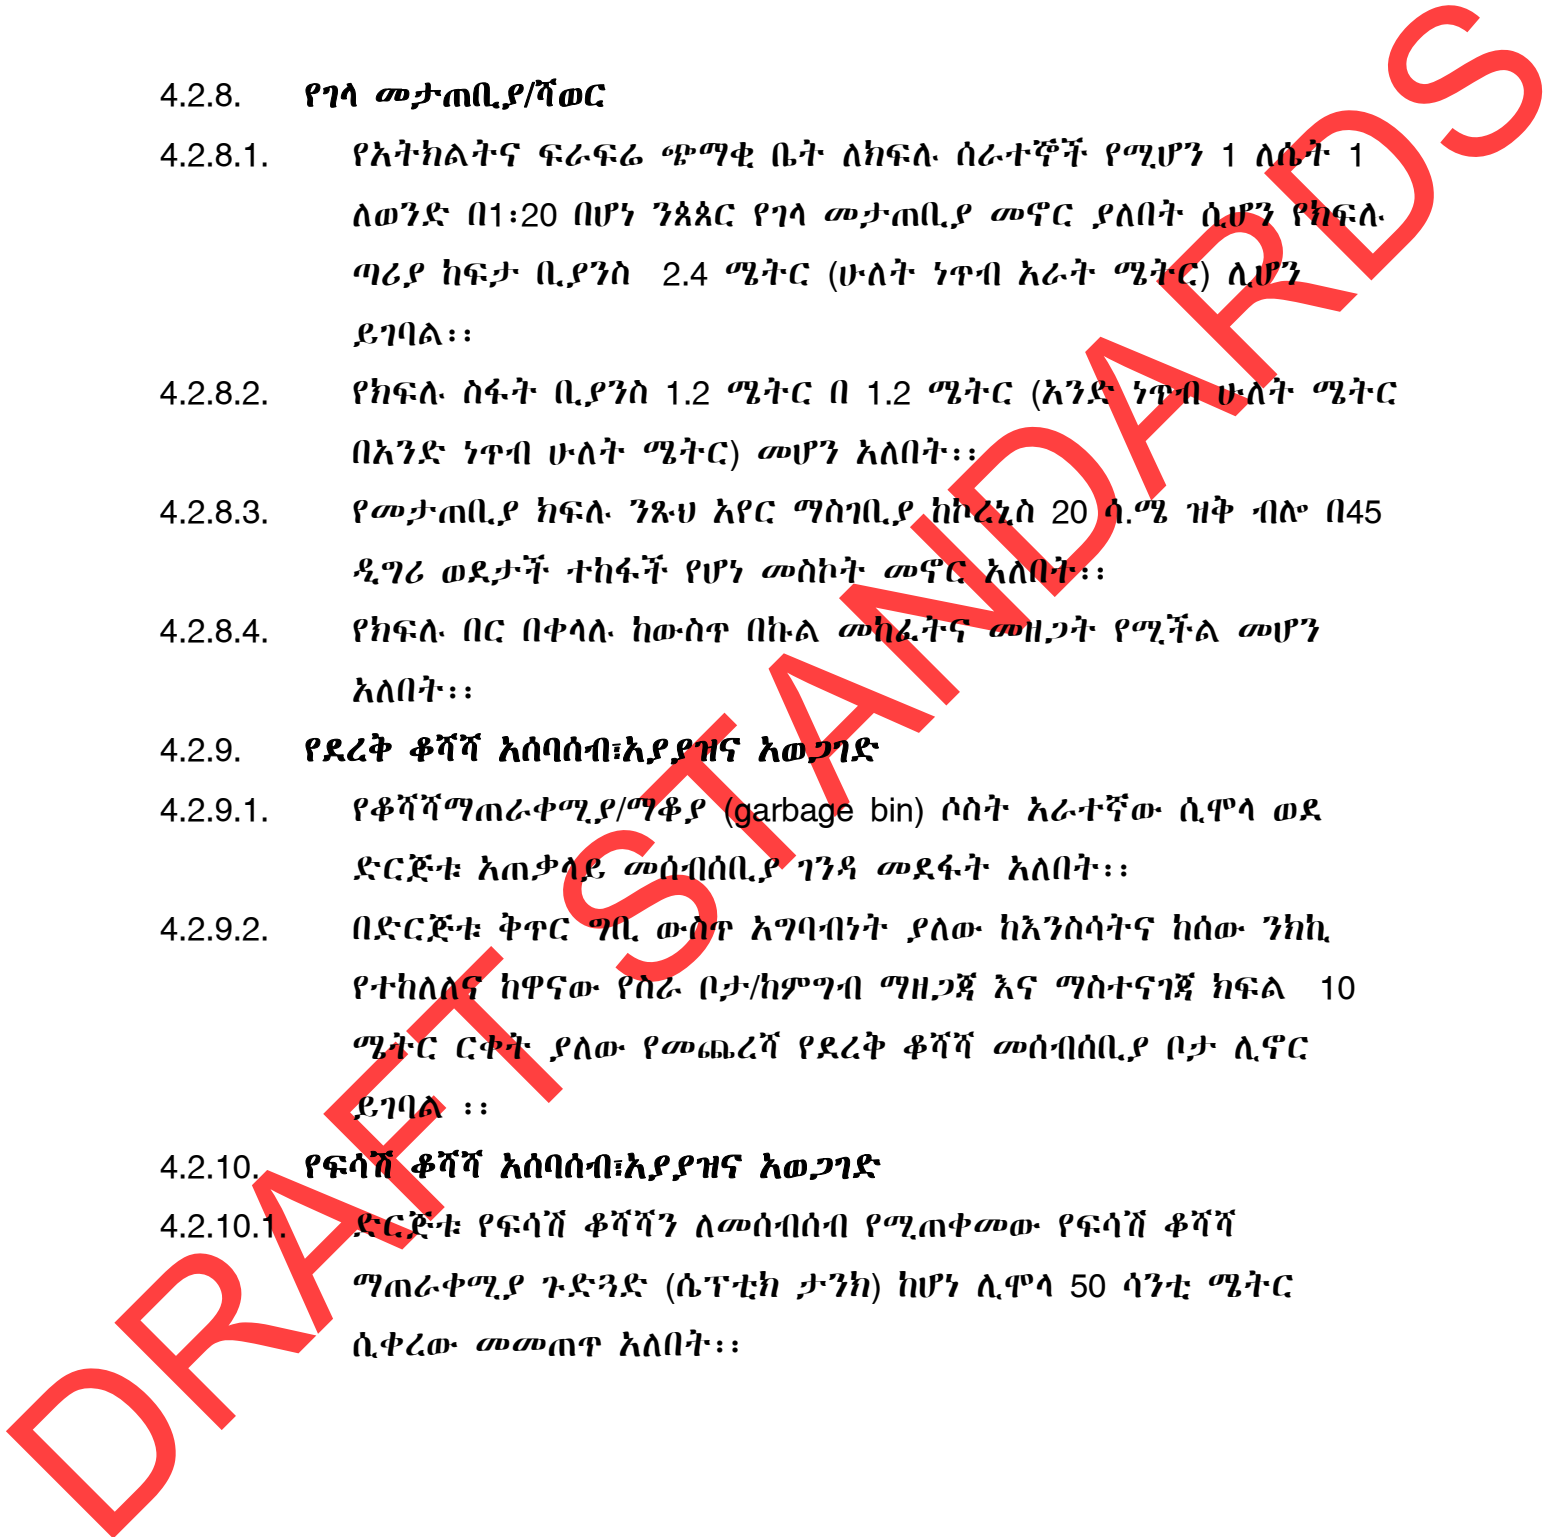 4.2.8. የገላ መታጠቢያ/ሻወር
4.2.8.1. የአትክልትና ፍራፍሬ ጭማቂ ቤት ለክፍሉ ሰራተኞች የሚሆን 1 ለሴት 1
ለወንድ በ1፡20 በሆነ ንጸጸር የገላ መታጠቢያ መኖር ያለበት ሲሆን የክፍሉ
ጣሪያ ከፍታ ቢያንስ 2.4 ሜትር (ሁለት ነጥብ አራት ሜትር) ሊሆን
ይገባል፡፡
4.2.8.2. የክፍሉ ስፋት ቢያንስ 1.2 ሜትር በ 1.2 ሜትር (አንድ ነጥብ ሁለት ሜትር
በአንድ ነጥብ ሁለት ሜትር) መሆን አለበት፡፡
4.2.8.3. የመታጠቢያ ክፍሉ ንጹህ አየር ማስገቢያ ከኮረኒስ 20 ሳ.ሜ ዝቅ ብሎ በ45
ዲግሪ ወደታች ተከፋች የሆነ መስኮት መኖር አለበት፡፡
4.2.8.4. የክፍሉ በር በቀላሉ ከውስጥ በኩል መከፈትና መዘጋት የሚችል መሆን
አለበት፡፡
4.2.9. የደረቅ ቆሻሻ አሰባሰብ፣አያያዝና አወጋገድ
4.2.9.1. የቆሻሻማጠራቀሚያ/ማቆያ (garbage bin) ሶስት አራተኛው ሲሞላ ወደ
ድርጅቱ አጠቃላይ መሰብሰቢያ ገንዳ መደፋት አለበት፡፡
4.2.9.2. በድርጅቱ ቅጥር ግቢ ውስጥ አግባብነት ያለው ከእንስሳትና ከሰው ንክኪ
የተከለለና ከዋናው የስራ ቦታ/ከምግብ ማዘጋጃ እና ማስተናገጃ ክፍል 10
ሜትር ርቀት ያለው የመጨረሻ የደረቅ ቆሻሻ መሰብሰቢያ ቦታ ሊኖር
ይገባል ፡፡
4.2.10. የፍሳሽ ቆሻሻ አሰባሰብ፣አያያዝና አወጋገድ
4.2.10.1. ድርጅቱ የፍሳሽ ቆሻሻን ለመሰብሰብ የሚጠቀመው የፍሳሽ ቆሻሻ
ማጠራቀሚያ ጉድጓድ (ሴፕቲክ ታንክ) ከሆነ ሊሞላ 50 ሳንቲ ሜትር
ሲቀረው መመጠጥ አለበት፡፡
DRAFT STANDARDS